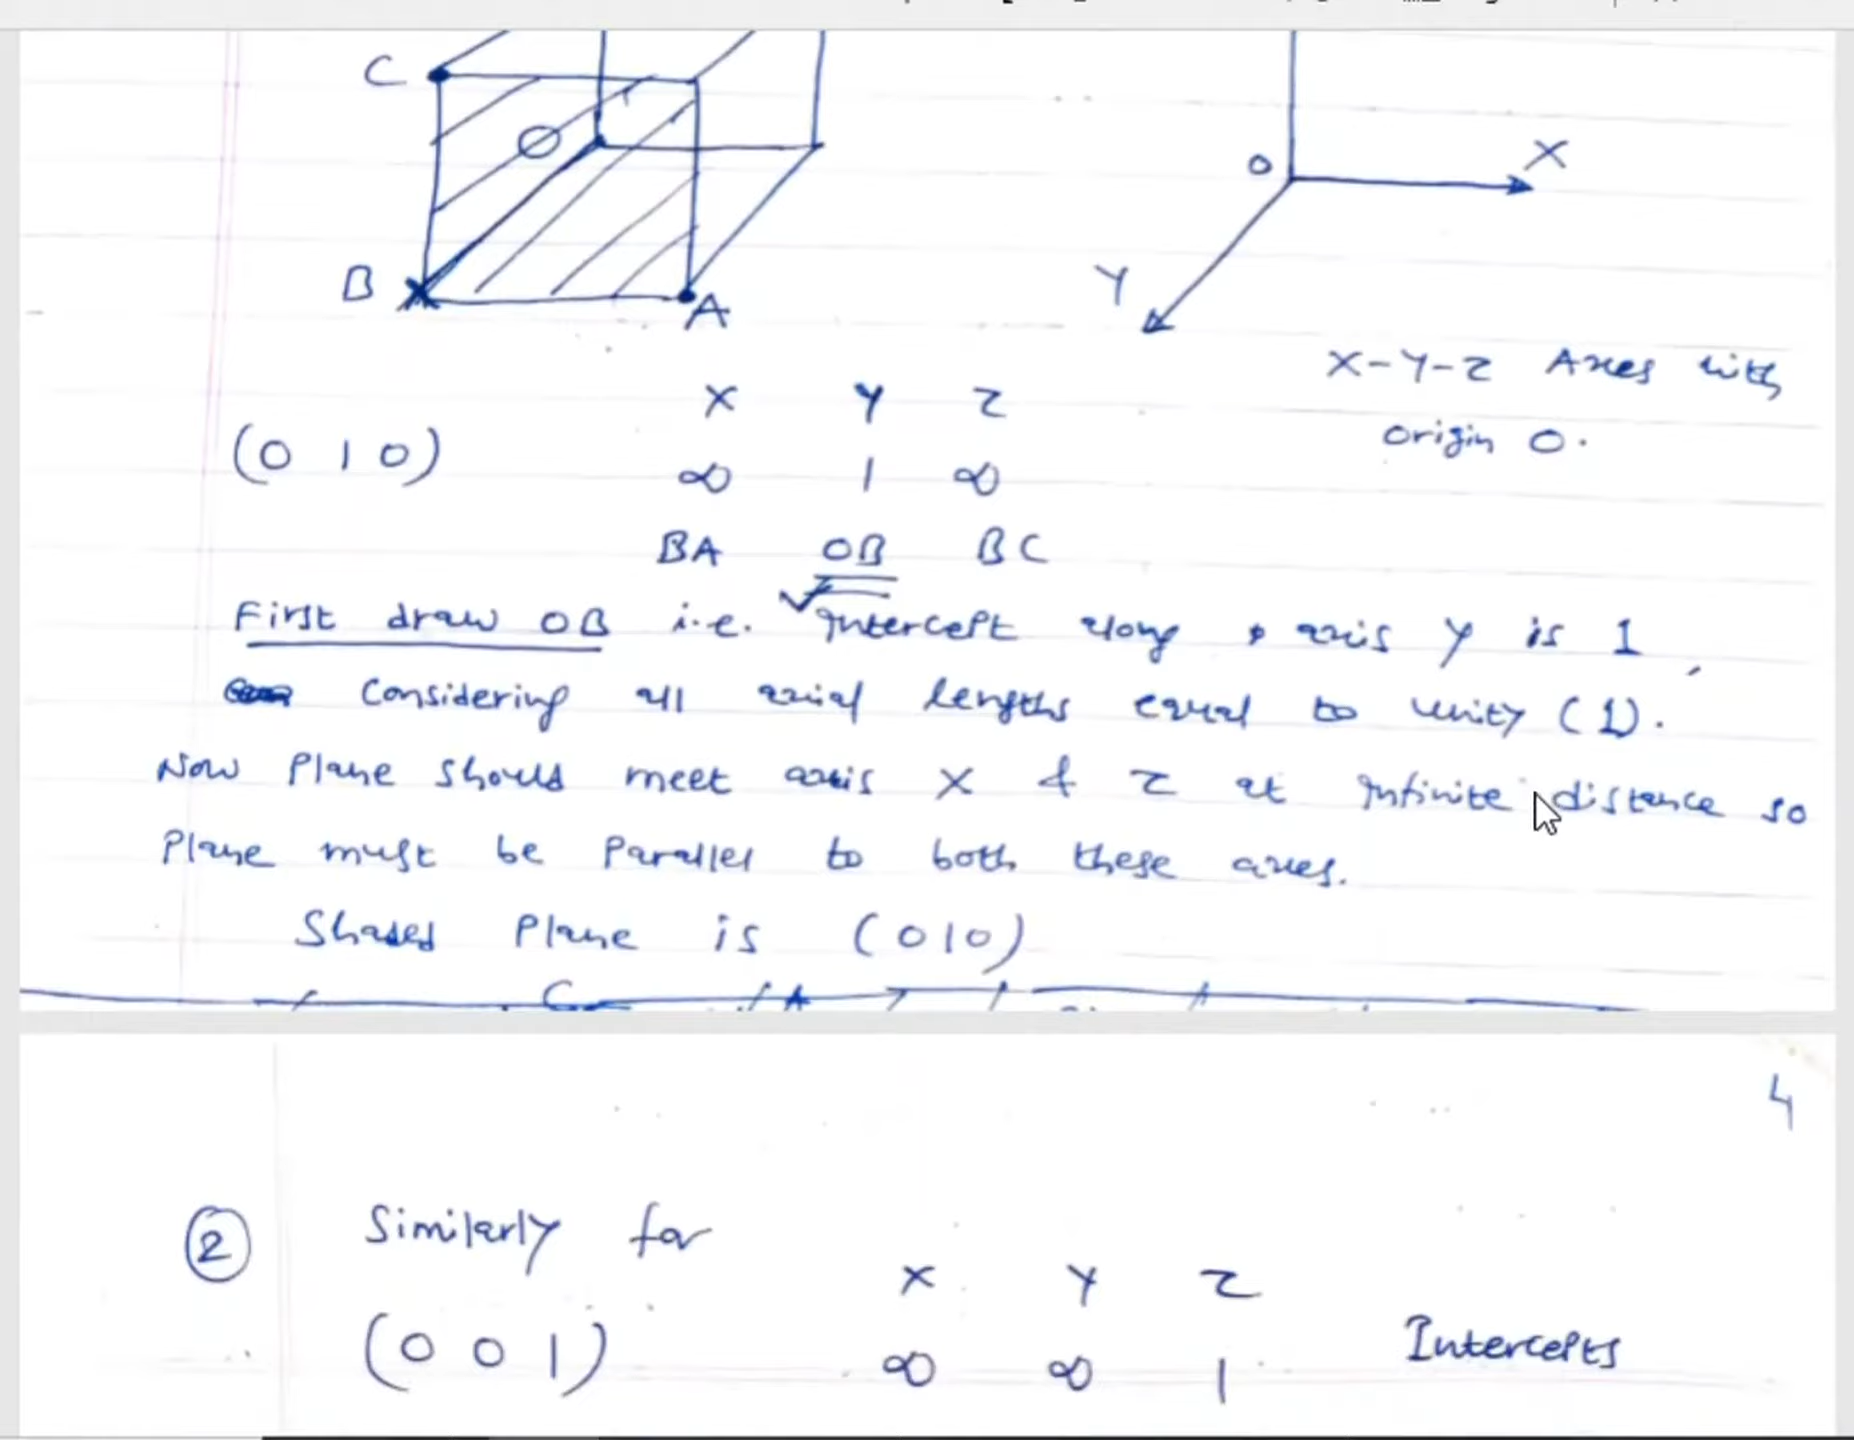 C
O
B
A
O
X
Y
X-Y-Z Axes with
origin O.
X Y Z
(0 1 0)
∞ 1 ∞
BA OB BC
First draw OB i.e. Intercept along axis Y is 1,
Considering all axial lengths equal to unity (1).
Now Plane should meet axis X & Z at Infinite distance so
Plane must be Parallel to both these axes.
Shaded Plane is (010)
4
② Similarly for
X Y Z
(0 0 1) ∞ ∞ 1 Intercepts